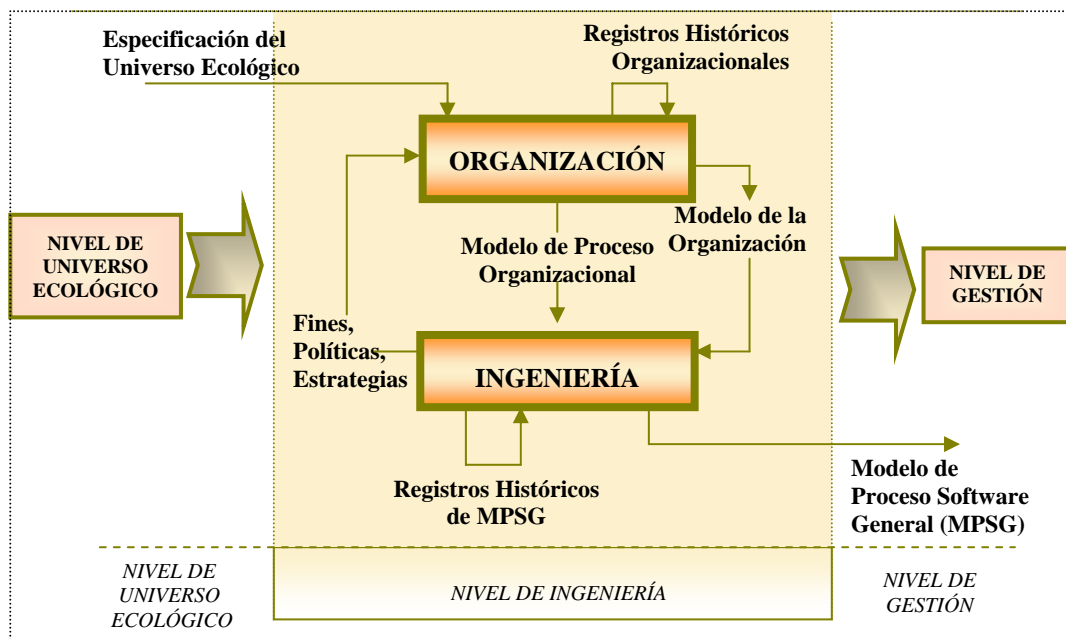 Especificación del
Universo Ecológico
Registros Históricos
Organizacionales
ORGANIZACIÓN
Modelo de la
Organización
Modelo de Proceso
Organizacional
NIVEL DE
UNIVERSO
ECOLÓGICO
NIVEL DE
GESTIÓN
Fines,
Políticas,
Estrategias
INGENIERÍA
Registros Históricos
de MPSG
Modelo de
Proceso Software
General (MPSG)
NIVEL DE
UNIVERSO
ECOLÓGICO
NIVEL DE INGENIERÍA
NIVEL DE
GESTIÓN